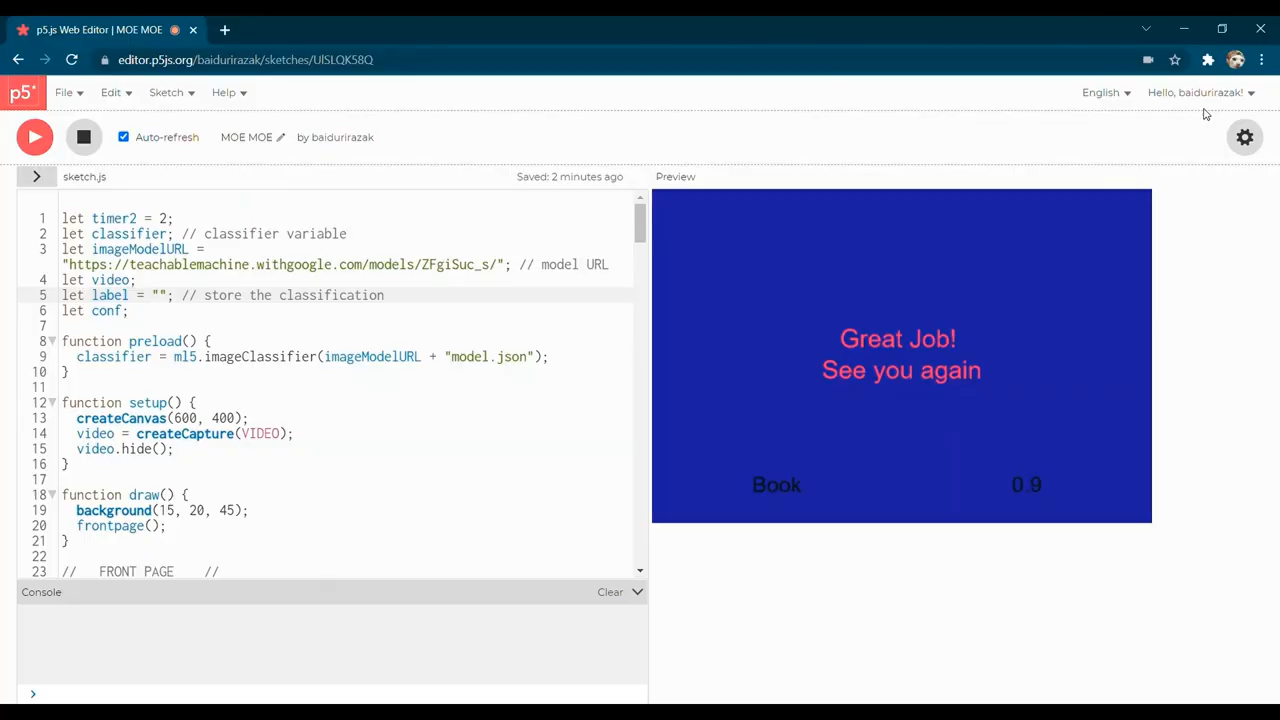 p5.js Web Editor | MOE MOE
editor.p5js.org/baidurirazak/sketches/UlSLQK58Q
p5* File Edit Sketch Help English Hello, baidurirazak!
Auto-refresh MOE MOE by baidurirazak
sketch.js Saved: 2 minutes ago Preview
1 let timer2 = 2;
2 let classifier; // classifier variable
3 let imageModelURL =
"https://teachablemachine.withgoogle.com/models/ZFgiSuc_s/"; // model URL
4 let video;
5 let label = ""; // store the classification
6 let conf;
7
8 function preload() {
9 classifier = ml5.imageClassifier(imageModelURL + "model.json");
10 }
11
12 function setup() {
13 createCanvas(600, 400);
14 video = createCapture(VIDEO);
15 video.hide();
16 }
17
18 function draw() {
19 background(15, 20, 45);
20 frontpage();
21 }
22
23 // FRONT PAGE //
Great Job!
See you again
Book 0.9
Console Clear
>